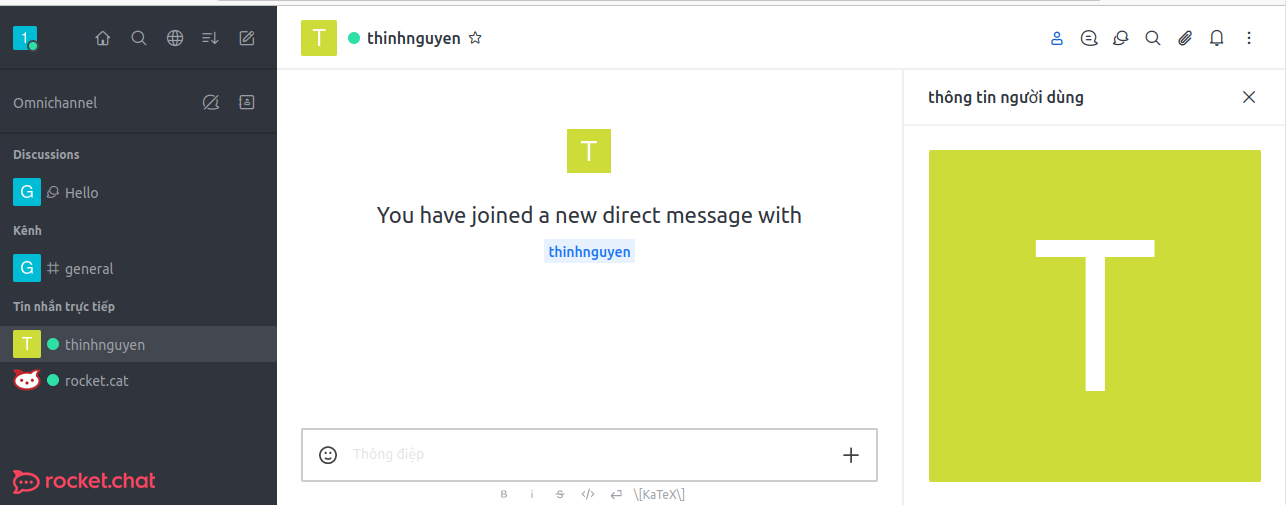 1
Omnichannel
Discussions
G Hello
Kênh
G general
Tin nhắn trực tiếp
T thinhnguyen
rocket.cat
rocket.chat
T thinhnguyen
T
You have joined a new direct message with
thinhnguyen
Thông điệp
B i S </> \[KaTeX\]
thông tin người dùng
T